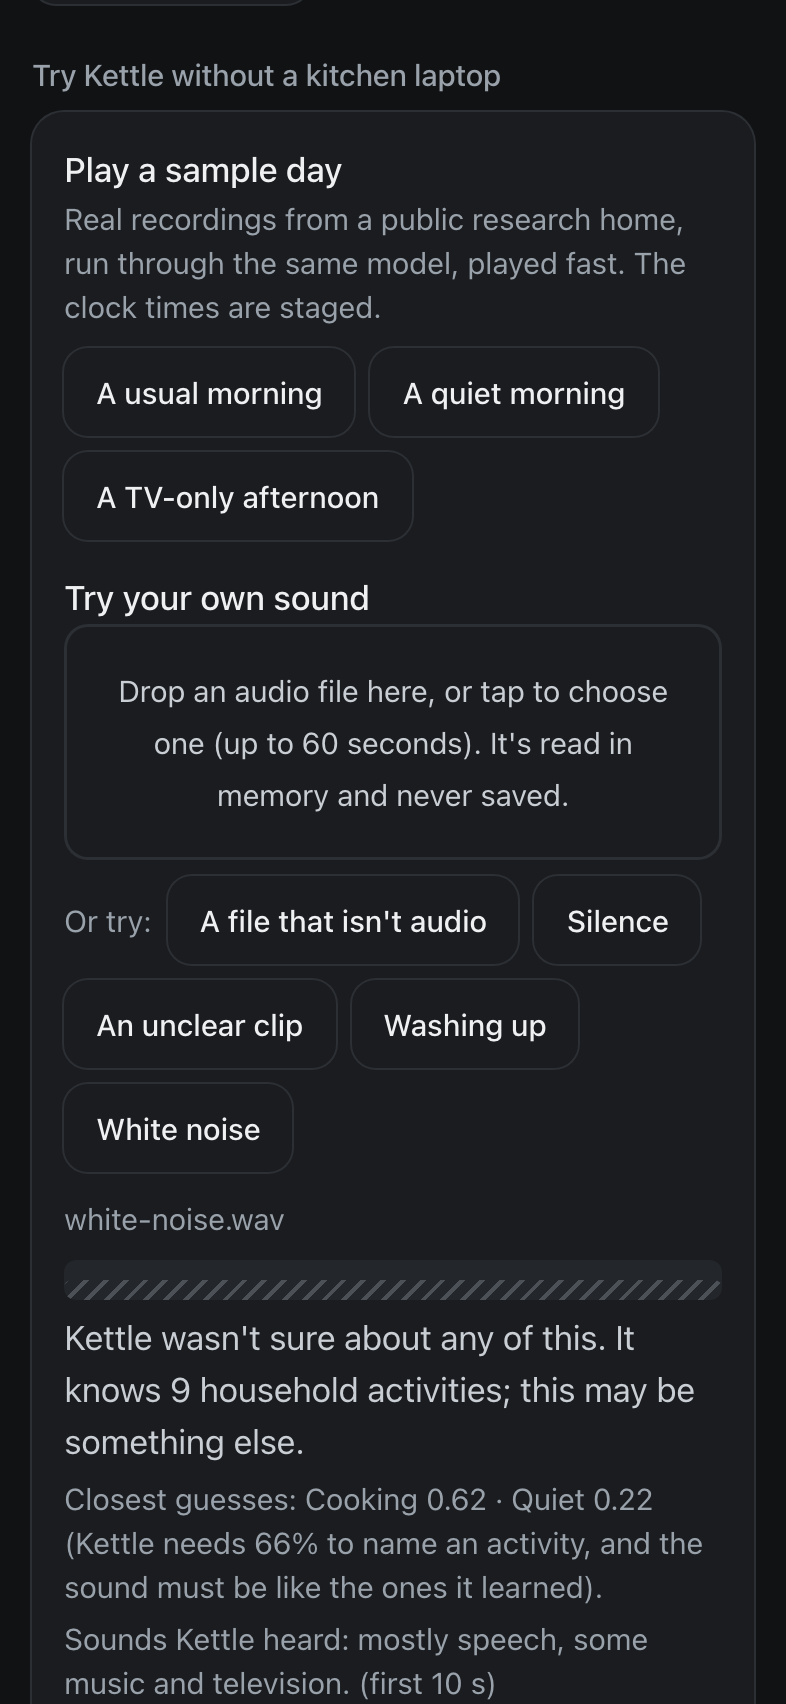 Try Kettle without a kitchen laptop
Play a sample day
Real recordings from a public research home,
run through the same model, played fast. The
clock times are staged.
A usual morning
A quiet morning
A TV-only afternoon
Try your own sound
Drop an audio file here, or tap to choose
one (up to 60 seconds). It's read in
memory and never saved.
Or try:
A file that isn't audio
Silence
An unclear clip
Washing up
White noise
white-noise.wav
Kettle wasn't sure about any of this. It
knows 9 household activities; this may be
something else.
Closest guesses: Cooking 0.62 · Quiet 0.22
(Kettle needs 66% to name an activity, and the
sound must be like the ones it learned).
Sounds Kettle heard: mostly speech, some
music and television. (first 10 s)